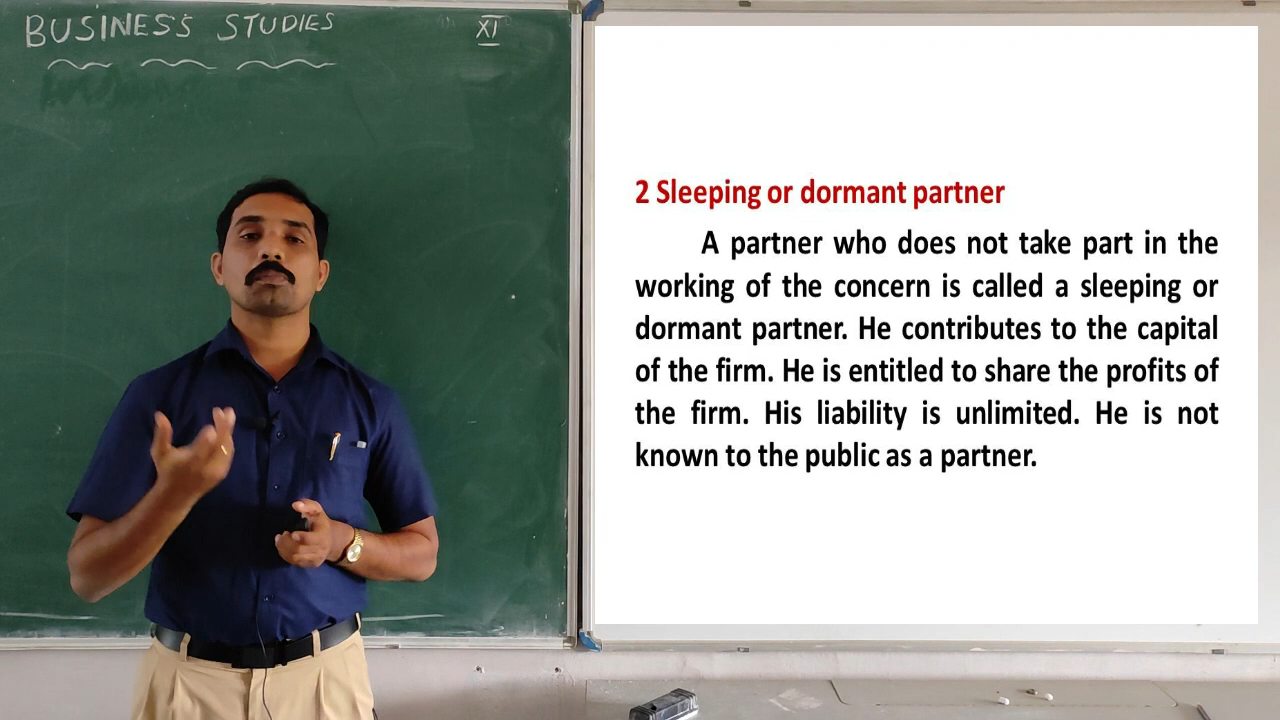 BUSINESS STUDIES XI
2 Sleeping or dormant partner
A partner who does not take part in the
working of the concern is called a sleeping or
dormant partner. He contributes to the capital
of the firm. He is entitled to share the profits of
the firm. His liability is unlimited. He is not
known to the public as a partner.